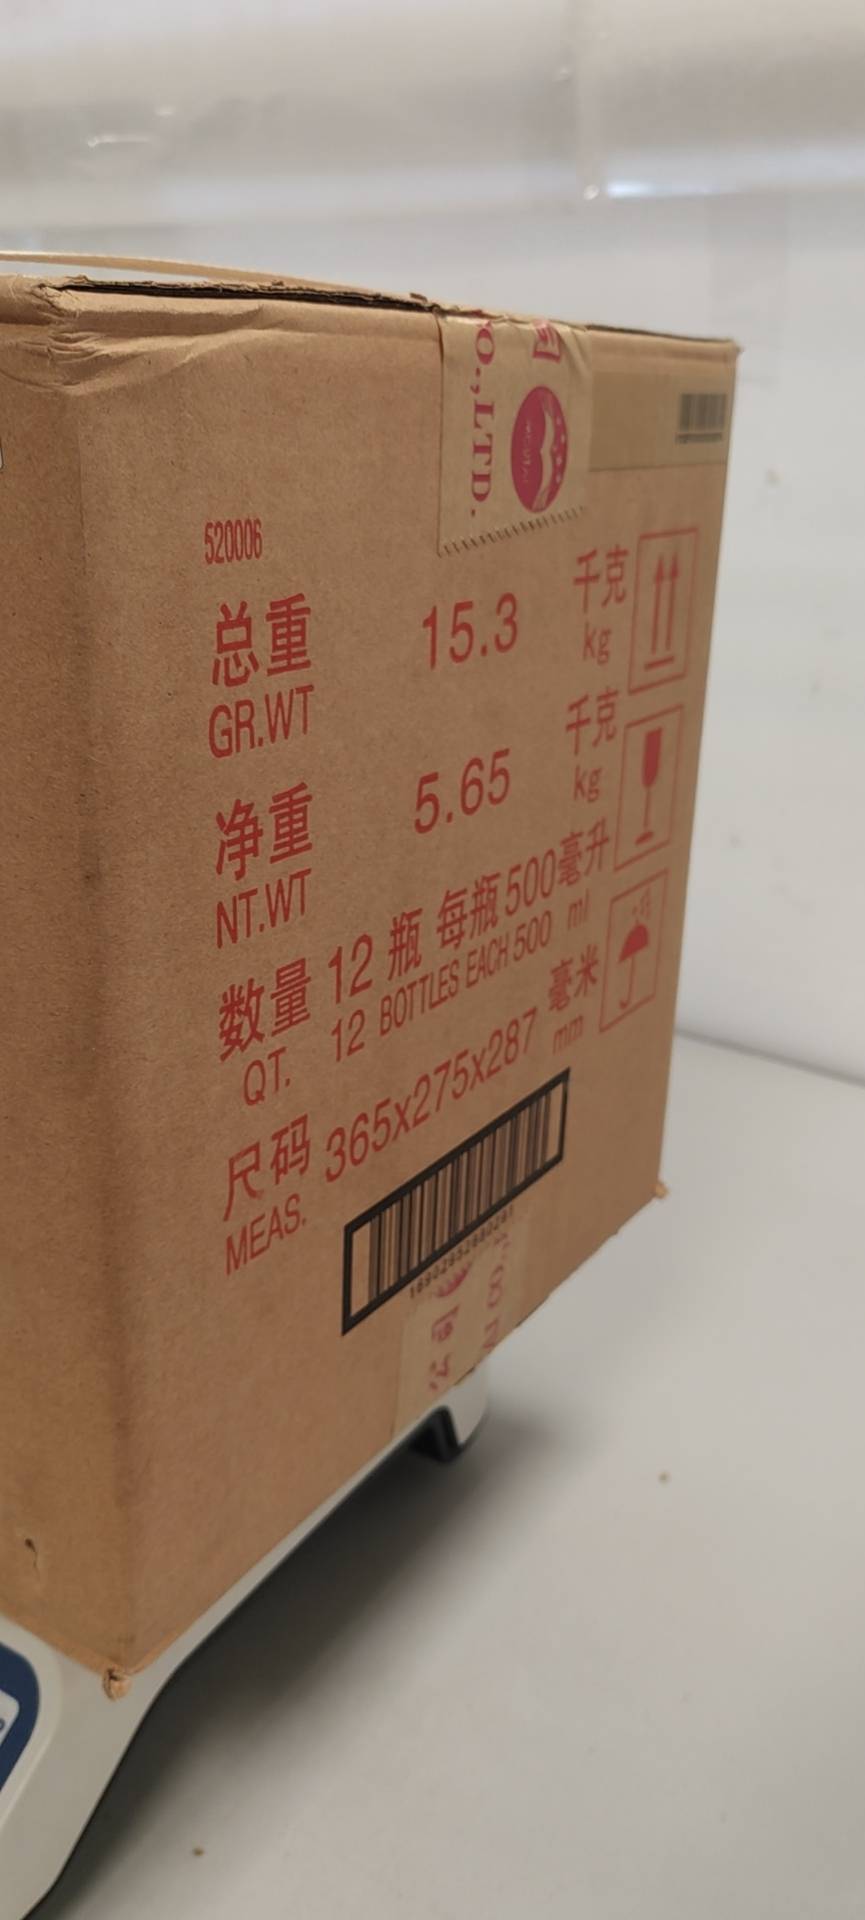 O.,LTD.
520006
总重 15.3 千克
GR.WT kg
净重 5.65 千克
NT.WT kg
数量 12 瓶 每瓶 500 毫升
QT. 12 BOTTLES EACH 500 ml
尺码 365x275x287 毫米
MEAS. mm